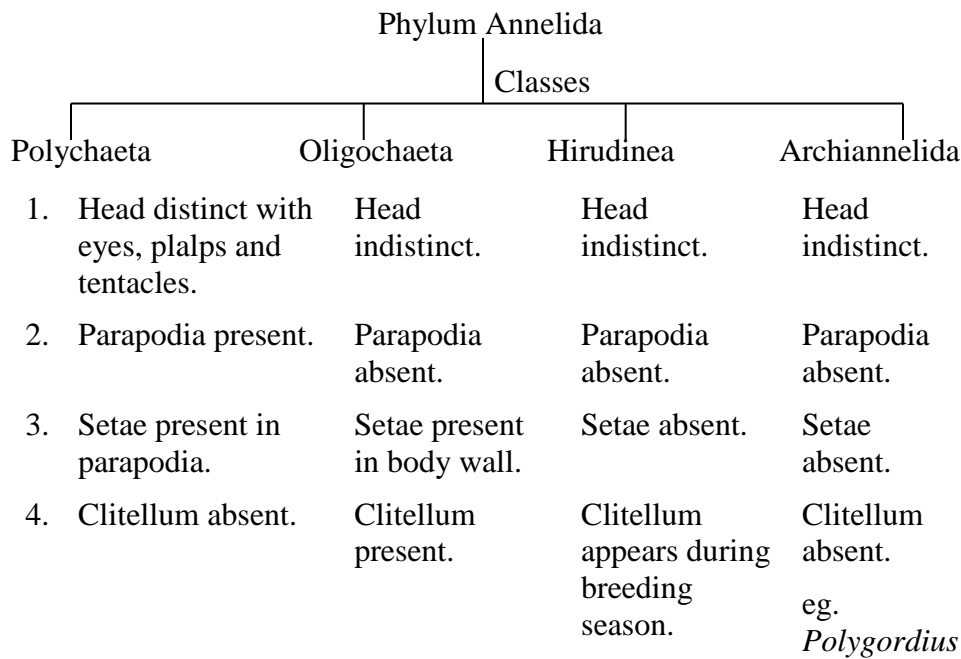 Phylum Annelida
Classes
Polychaeta Oligochaeta Hirudinea Archiannelida
1. Head distinct with Head Head Head
eyes, plalps and indistinct. indistinct. indistinct.
tentacles.
2. Parapodia present. Parapodia Parapodia Parapodia
absent. absent. absent.
3. Setae present in Setae present Setae absent. Setae
parapodia. in body wall. absent.
4. Clitellum absent. Clitellum Clitellum Clitellum
present. appears during absent.
breeding
eg.
season.
Polygordius